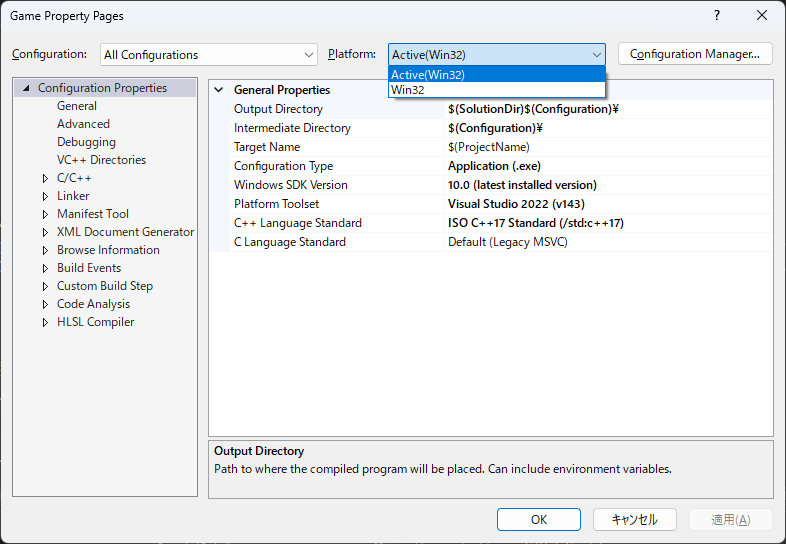 Game Property Pages
Configuration: All Configurations Platform: Active(Win32) Configuration Manager...
Active(Win32)
Win32
Configuration Properties
General
Advanced
Debugging
VC++ Directories
C/C++
Linker
Manifest Tool
XML Document Generator
Browse Information
Build Events
Custom Build Step
Code Analysis
HLSL Compiler
General Properties
Output Directory $(SolutionDir)$(Configuration)¥
Intermediate Directory $(Configuration)¥
Target Name $(ProjectName)
Configuration Type Application (.exe)
Windows SDK Version 10.0 (latest installed version)
Platform Toolset Visual Studio 2022 (v143)
C++ Language Standard ISO C++17 Standard (/std:c++17)
C Language Standard Default (Legacy MSVC)
Output Directory
Path to where the compiled program will be placed. Can include environment variables.
OK キャンセル 適用(A)